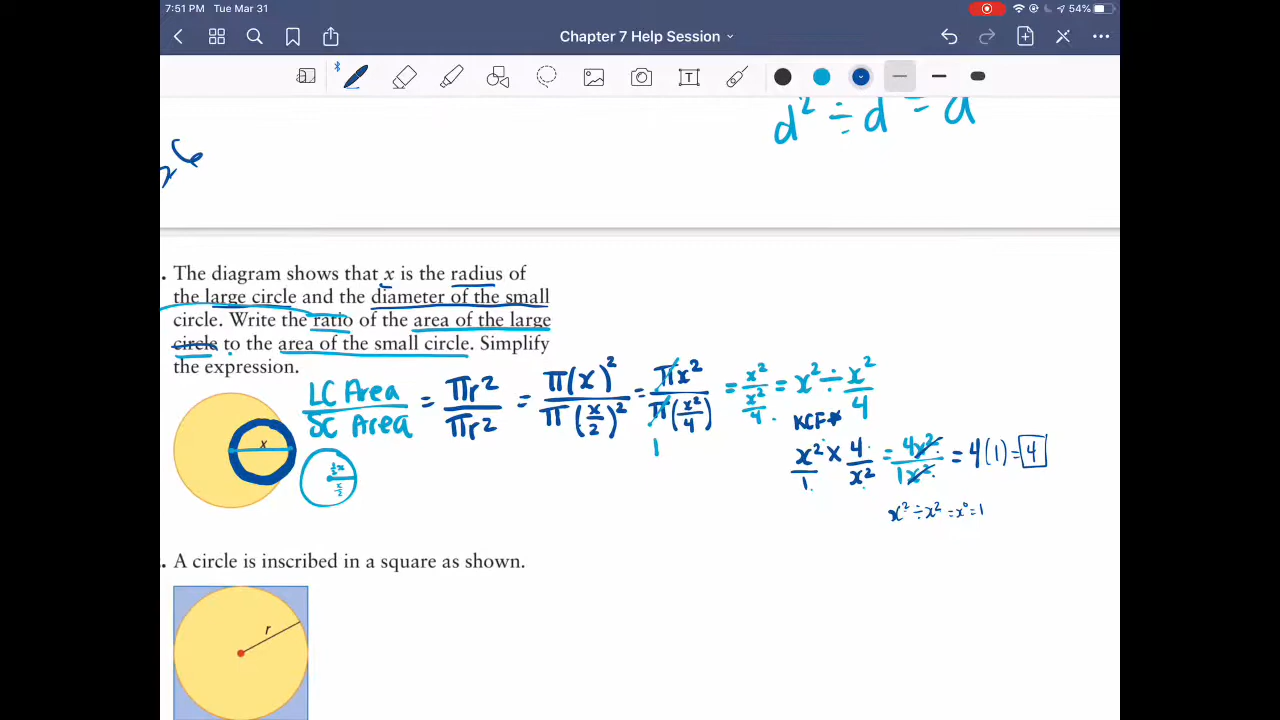 7:51 PM Tue Mar 31
54%
Chapter 7 Help Session
T
d² ÷ d = d
. The diagram shows that x is the radius of
the large circle and the diameter of the small
circle. Write the ratio of the area of the large
circle to the area of the small circle. Simplify
the expression.
LC Area / SC Area = πr² / πr² = π(x)² / π(x/2)² = πx² / π(x²/4) = x² / (x²/4) = x² ÷ x²/4
1
KCF*
x²/1 × 4/x² = 4x²/1x² = 4(1) = 4
x² ÷ x² = x⁰ = 1
x
½x
x/2
. A circle is inscribed in a square as shown.
r